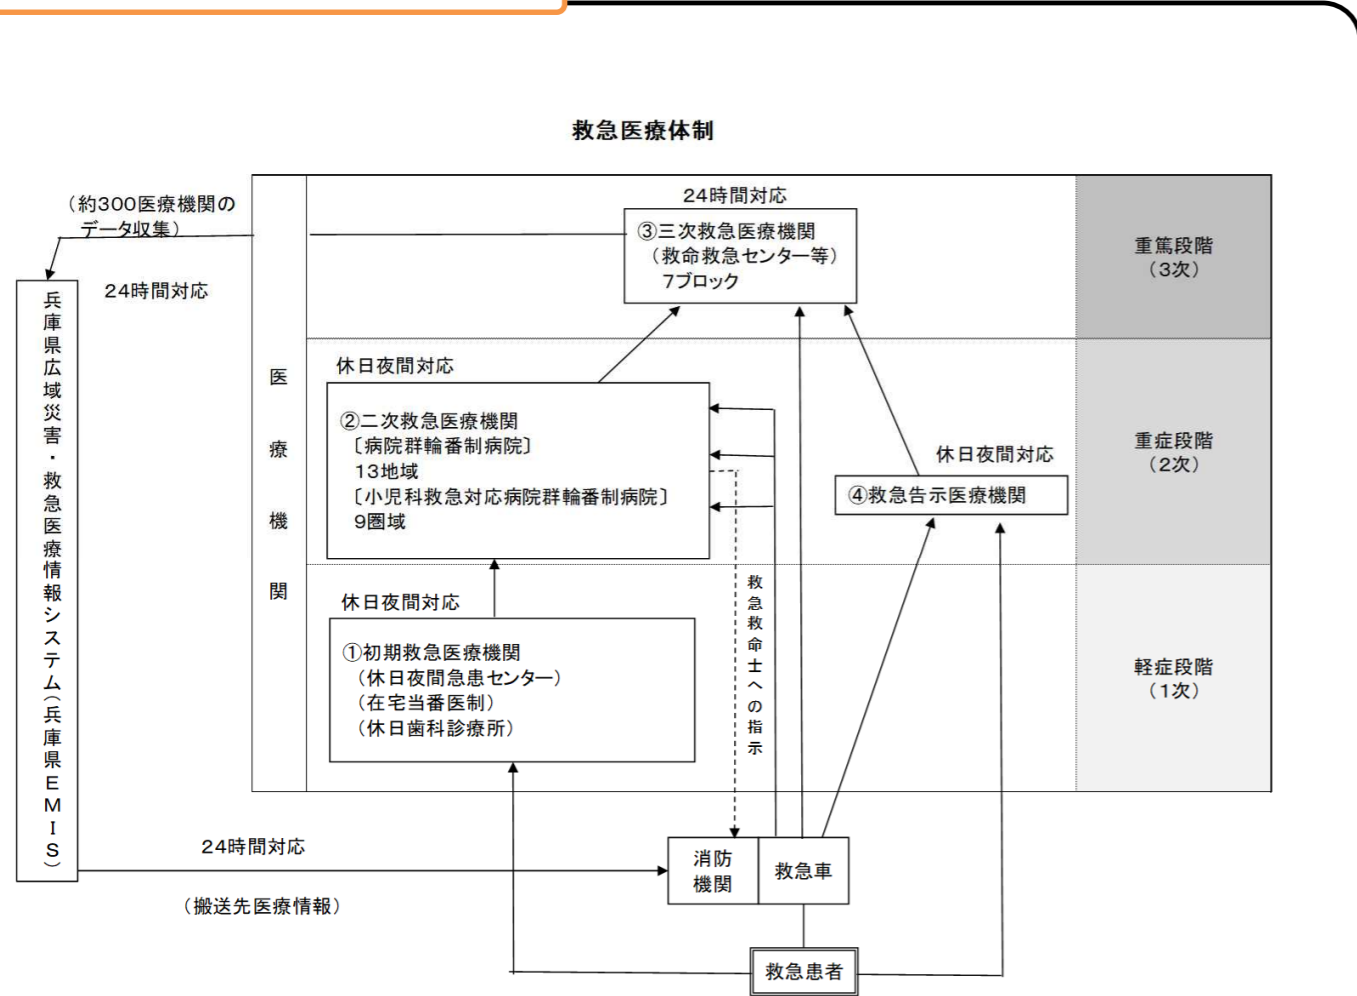 救急医療体制
（約300医療機関の
データ収集）
24時間対応
兵庫県広域災害・救急医療情報システム（兵庫県EMIS）
医療機関
24時間対応
③三次救急医療機関
（救命救急センター等）
7ブロック
重篤段階
（3次）
休日夜間対応
②二次救急医療機関
〔病院群輪番制病院〕
13地域
〔小児科救急対応病院群輪番制病院〕
9圏域
休日夜間対応
④救急告示医療機関
重症段階
（2次）
休日夜間対応
①初期救急医療機関
（休日夜間急患センター）
（在宅当番医制）
（休日歯科診療所）
救急救命士への指示
軽症段階
（1次）
24時間対応
（搬送先医療情報）
消防
機関
救急車
救急患者